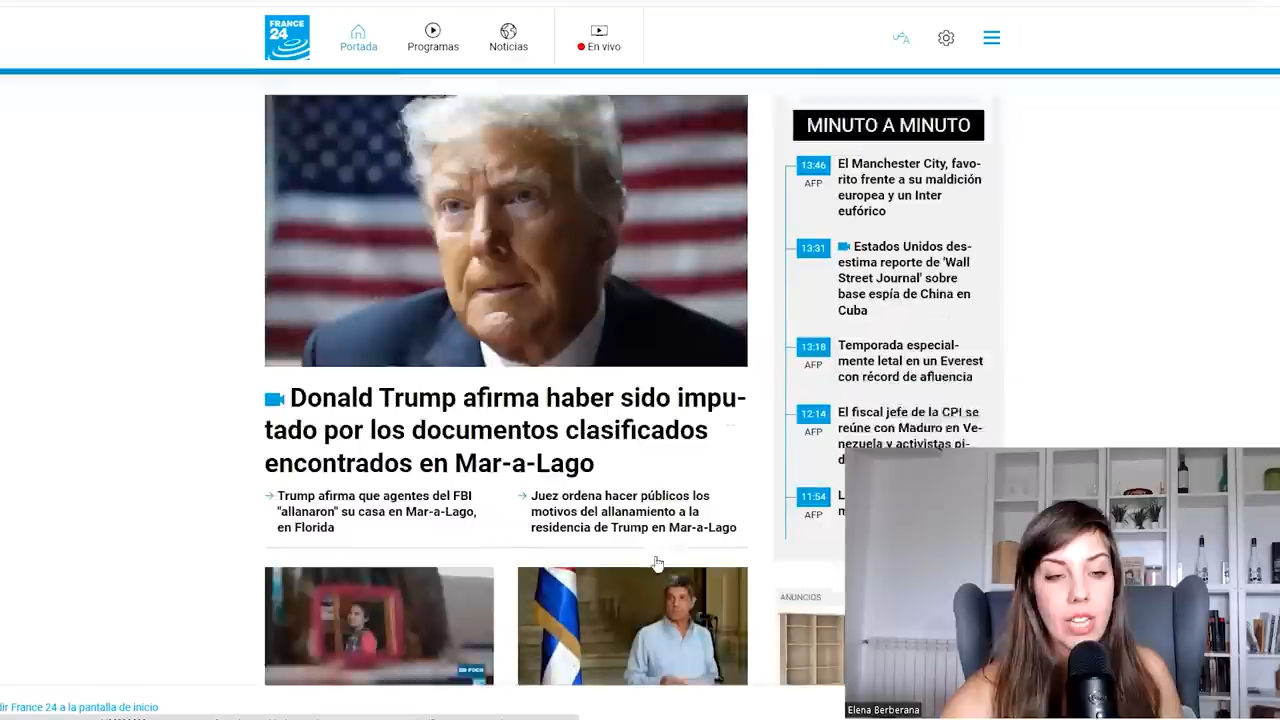 FRANCE
24
Portada
Programas
Noticias
En vivo
MINUTO A MINUTO
13:46
AFP
El Manchester City, favo-
rito frente a su maldición
europea y un Inter
eufórico
13:31
Estados Unidos des-
estima reporte de 'Wall
Street Journal' sobre
base espía de China en
Cuba
13:18
AFP
Temporada especial-
mente letal en un Everest
con récord de afluencia
12:14
AFP
El fiscal jefe de la CPI se
reúne con Maduro en Ve-
nezuela y activistas pi-
11:54
AFP
Donald Trump afirma haber sido impu-
tado por los documentos clasificados
encontrados en Mar-a-Lago
Trump afirma que agentes del FBI
"allanaron" su casa en Mar-a-Lago,
en Florida
Juez ordena hacer públicos los
motivos del allanamiento a la
residencia de Trump en Mar-a-Lago
ANUNCIOS
EN FOCO
dir France 24 a la pantalla de inicio
Elena Berberana